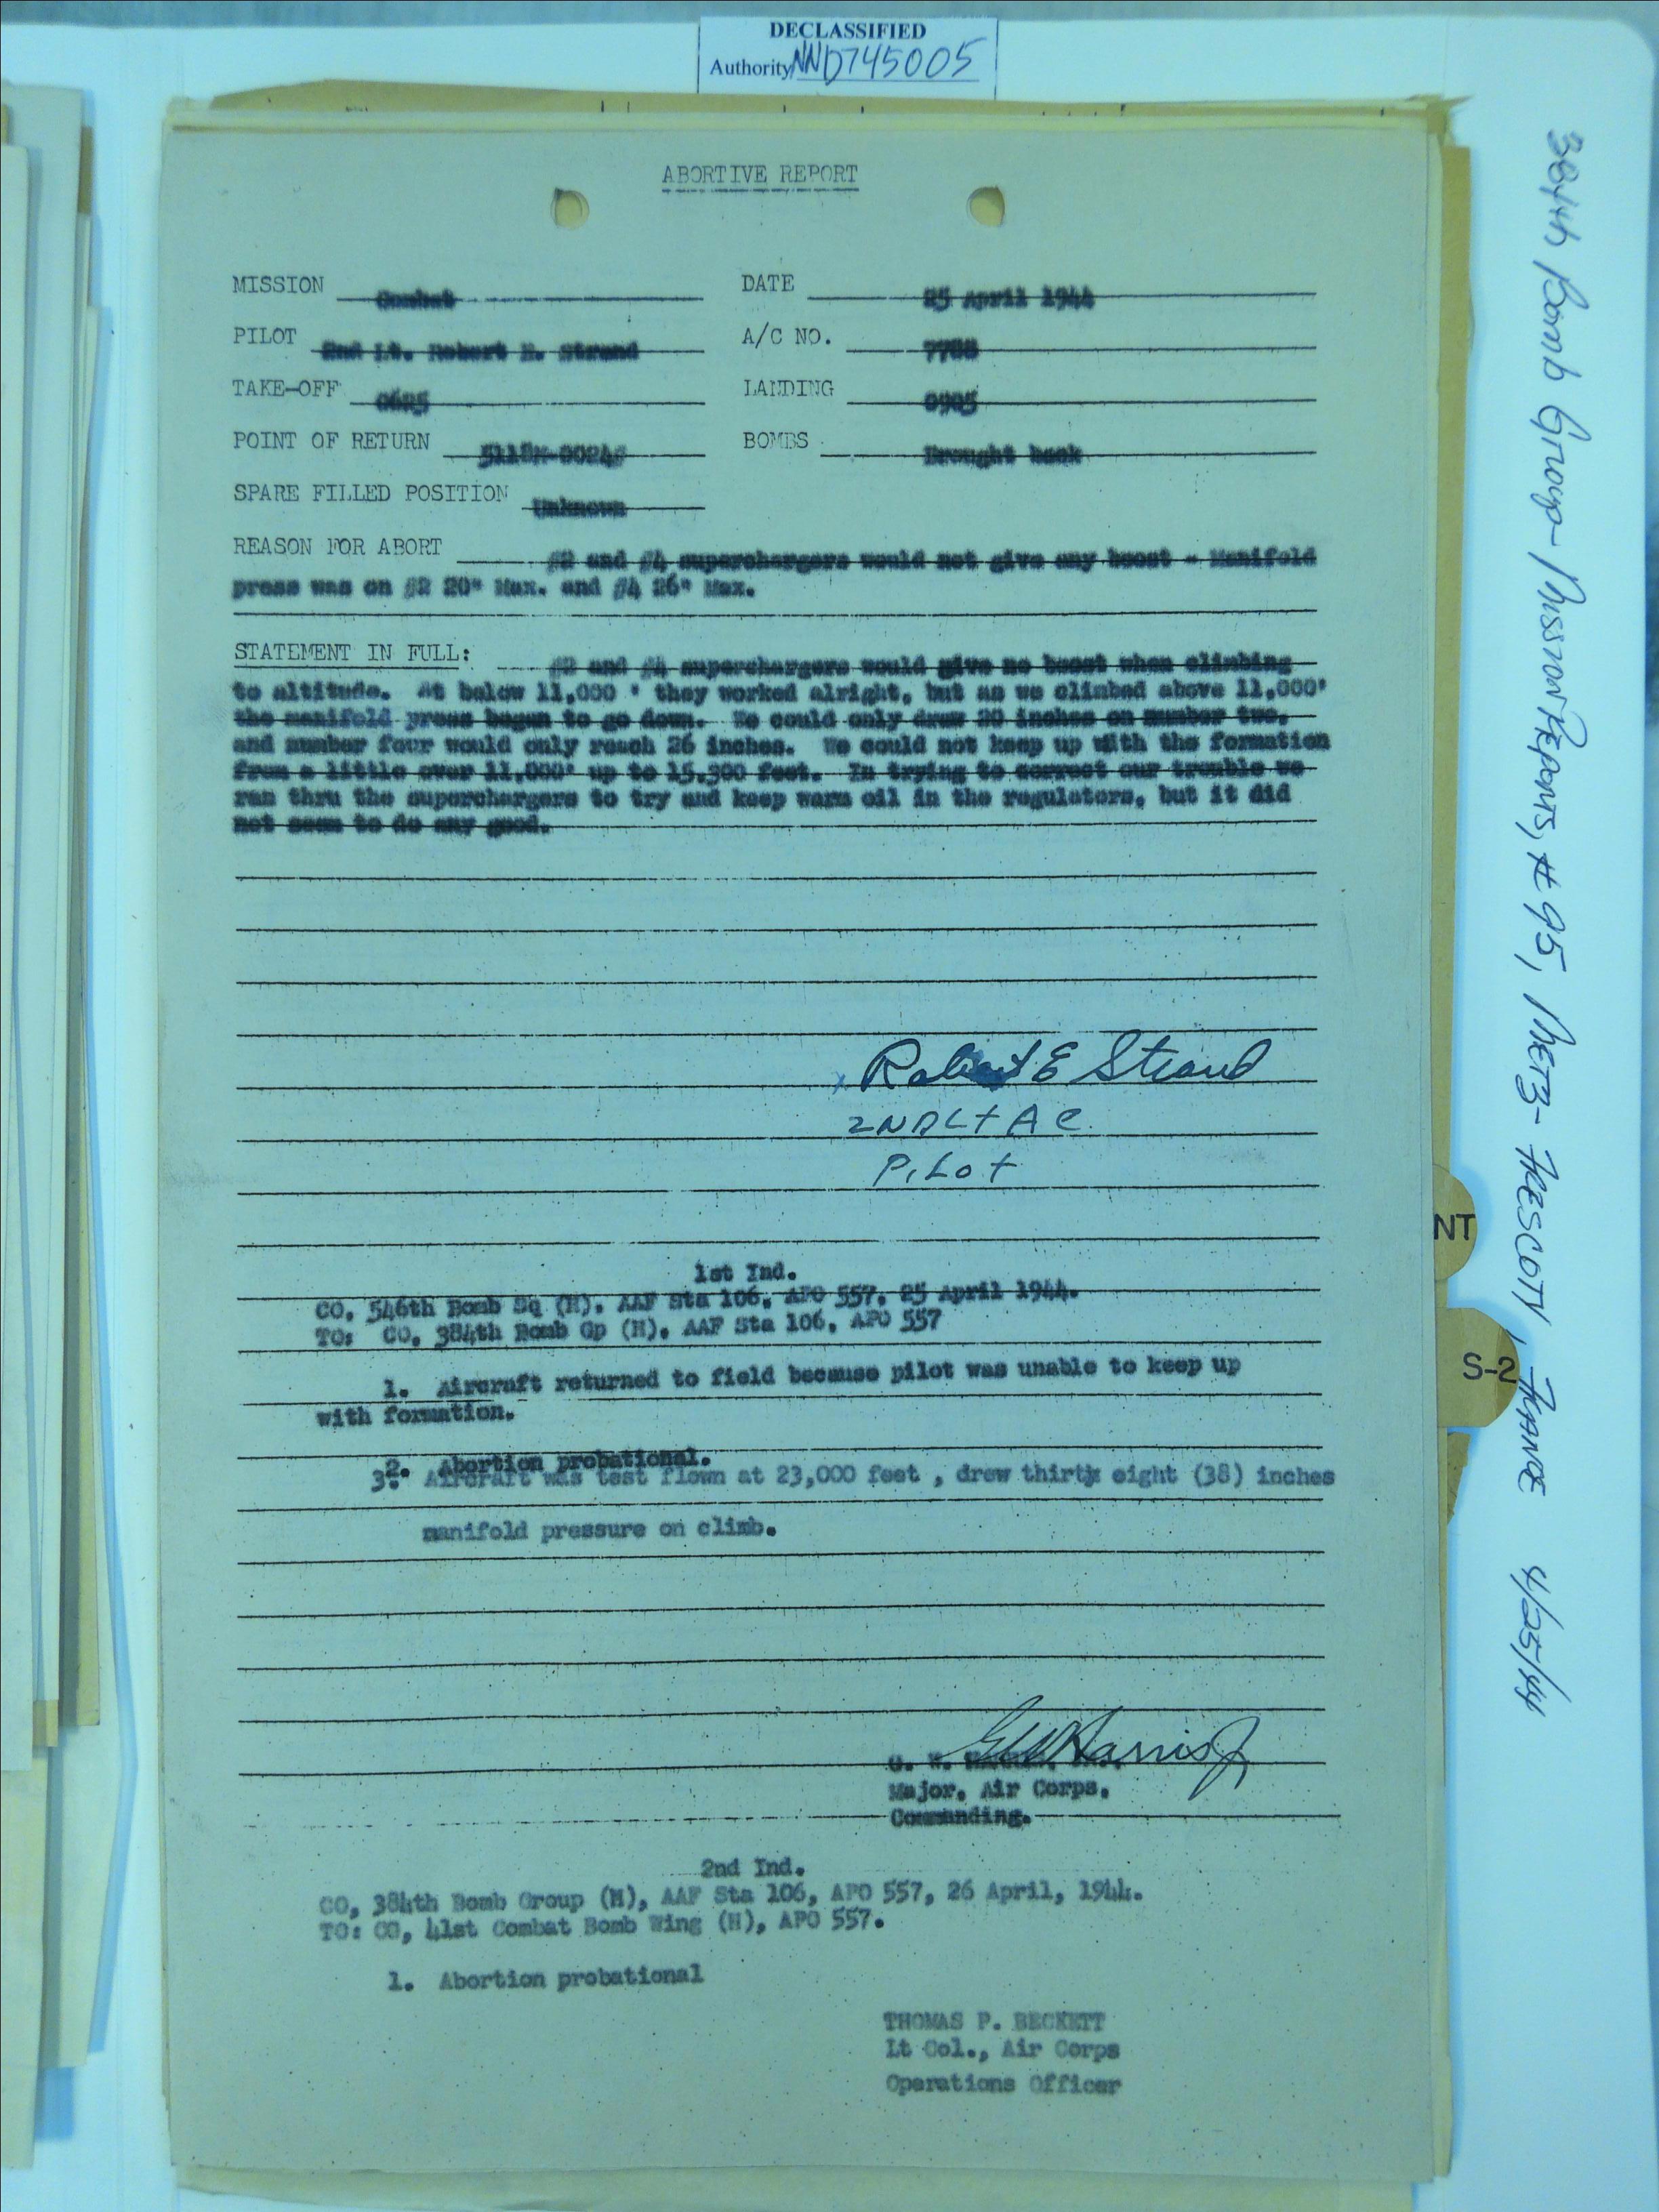 DECLASSIFIED
Authority NND745005
ABORTIVE REPORT
MISSION Combat DATE 25 April 1944
PILOT 2nd Lt. Robert E. Strand A/C NO.
TAKE-OFF 0625 LANDING 0905
POINT OF RETURN BOMBS Brought back
SPARE FILLED POSITION Unknown
REASON FOR ABORT #2 and #4 superchargers would not give any boost - Manifold
press was on #2 20" Max. and #4 26" Max.
STATEMENT IN FULL: #2 and #4 superchargers would give no boost when climbing
to altitude. At below 11,000 ' they worked alright, but as we climbed above 11,000'
the manifold press began to go down. We could only draw 20 inches on number two,
and number four would only reach 26 inches. We could not keep up with the formation
from a little over 11,000' up to 15,300 feet. In trying to correct our trouble we
ran thru the superchargers to try and keep warm oil in the regulators, but it did
not seem to do any good.
x Robert E Strand
2ND LT A C
PILOT
1st Ind.
CO, 546th Bomb Sq (H), AAF Sta 106, APO 557, 25 April 1944.
TO: CO, 384th Bomb Gp (H), AAF Sta 106, APO 557
1. Aircraft returned to field because pilot was unable to keep up
with formation.
2. Abortion probational.
3. Aircraft was test flown at 23,000 feet , drew thirty eight (38) inches
manifold pressure on climb.
G W Harris Jr
G. W. HARRIS, JR.,
Major, Air Corps,
Commanding.
2nd Ind.
CO, 384th Bomb Group (H), AAF Sta 106, APO 557, 26 April, 1944.
TO: CG, 41st Combat Bomb Wing (H), APO 557.
1. Abortion probational
THOMAS P. BECKETT
Lt Col., Air Corps
Operations Officer
NT
S-2
384th Bomb Group- Mission Reports, #95, Metz- Frescoty, France 4/25/44